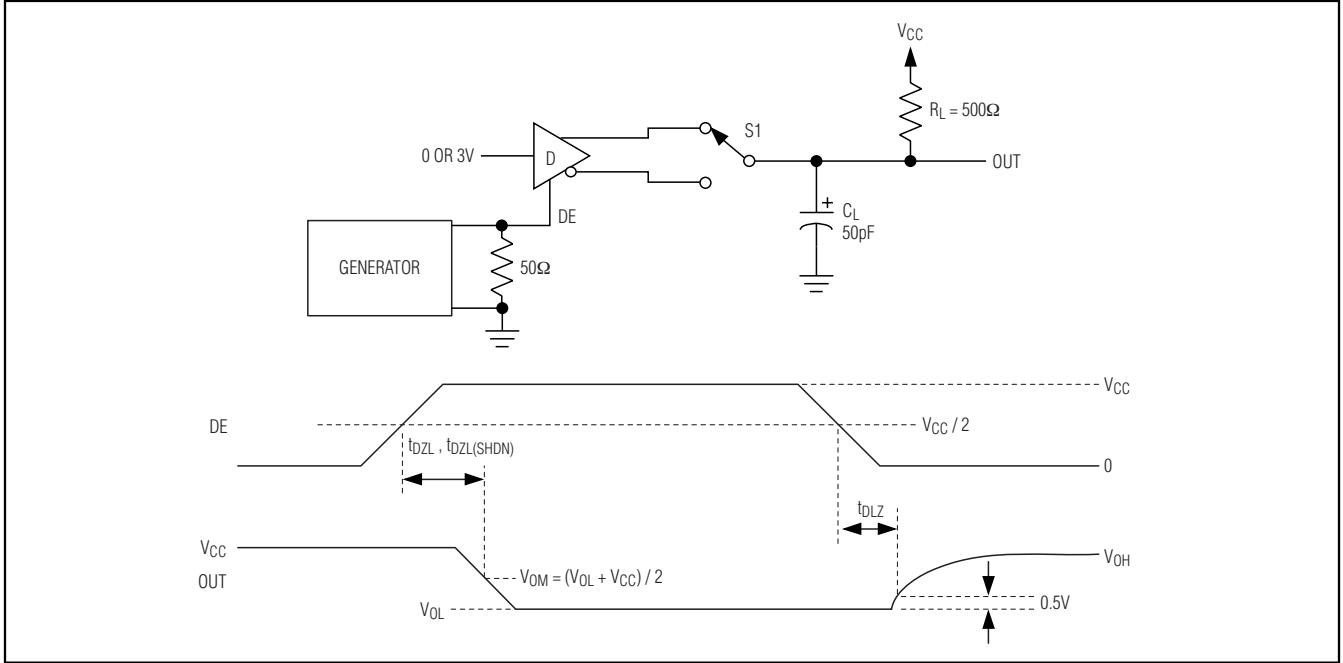 VCC
RL = 500Ω
S1
0 OR 3V
D
OUT
DE
+
CL
50pF
GENERATOR
50Ω
VCC
DE
VCC / 2
tDZL , tDZL(SHDN)
0
tDLZ
VCC
OUT
VOM = (VOL + VCC) / 2
VOH
VOL
0.5V